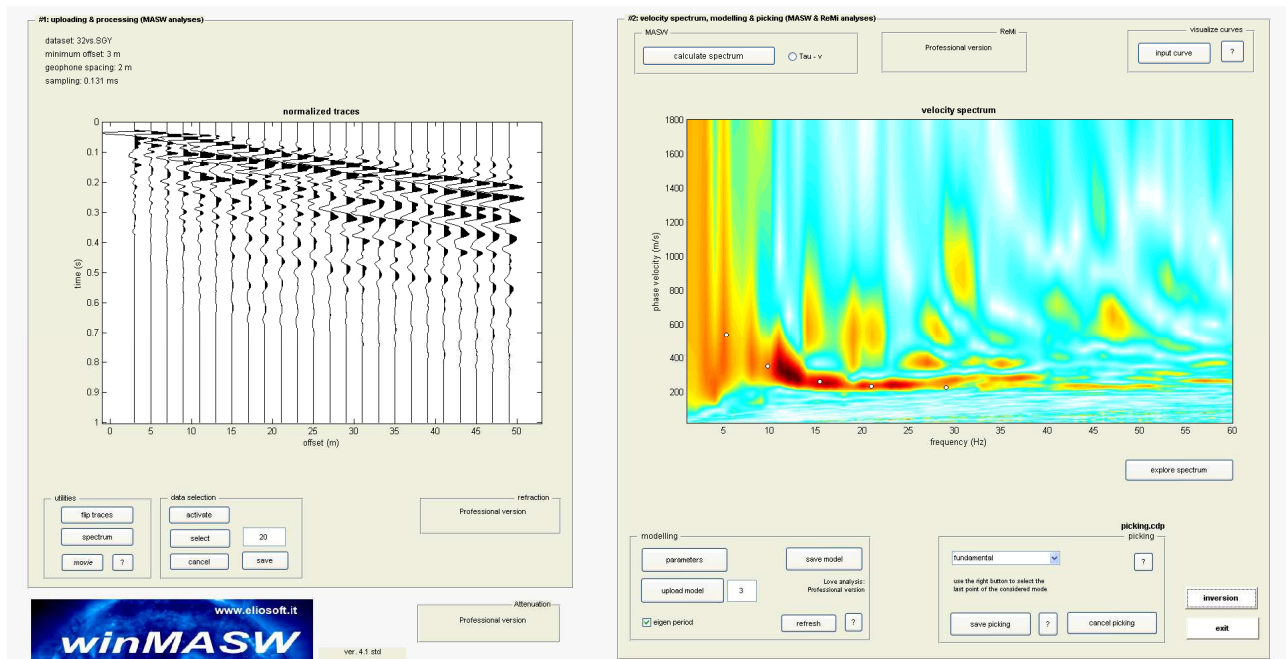 #1: uploading & processing (MASW analyses)
dataset: 32vs.SGY
minimum offset: 3 m
geophone spacing: 2 m
sampling: 0.131 ms
normalized traces
0
0.1
0.2
0.3
0.4
0.5
0.6
0.7
0.8
0.9
1
time (s)
0 5 10 15 20 25 30 35 40 45 50
offset (m)
utilities
flip traces
spectrum
movie ?
data selection
activate
select 20
cancel save
refraction
Professional version
www.eliosoft.it
winMASW
ver. 4.1 std
Attenuation
Professional version
#2: velocity spectrum, modelling & picking (MASW & ReMi analyses)
MASW
calculate spectrum Tau - v
ReMi
Professional version
visualize curves
input curve ?
velocity spectrum
1800
1600
1400
1200
1000
800
600
400
200
phase velocity (m/s)
5 10 15 20 25 30 35 40 45 50 55 60
frequency (Hz)
explore spectrum
modelling
parameters save model
upload model 3
Love analysis:
Professional version
eigen period refresh ?
picking.cdp
picking
fundamental ?
use the right button to select the
last point of the considered mode
save picking ? cancel picking
inversion
exit